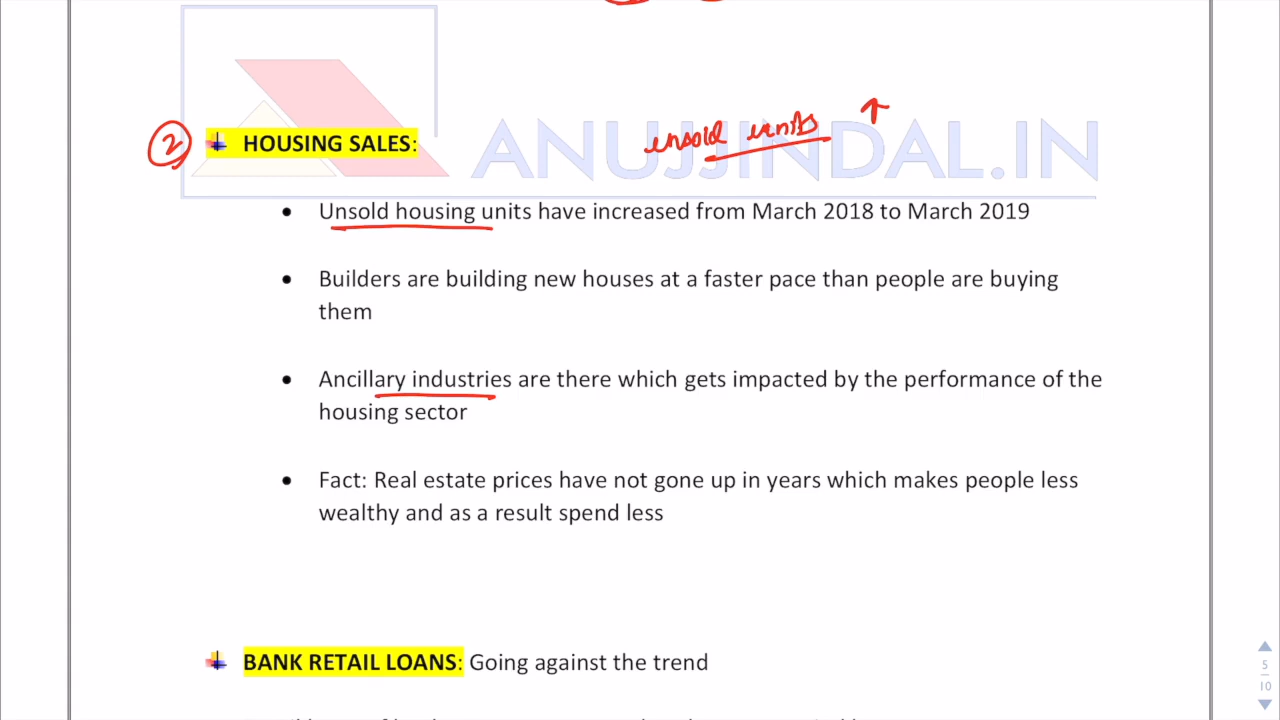 2
HOUSING SALES:
unsold units ↑
ANUJJINDAL.IN
• Unsold housing units have increased from March 2018 to March 2019
• Builders are building new houses at a faster pace than people are buying
them
• Ancillary industries are there which gets impacted by the performance of the
housing sector
• Fact: Real estate prices have not gone up in years which makes people less
wealthy and as a result spend less
BANK RETAIL LOANS: Going against the trend
5
10